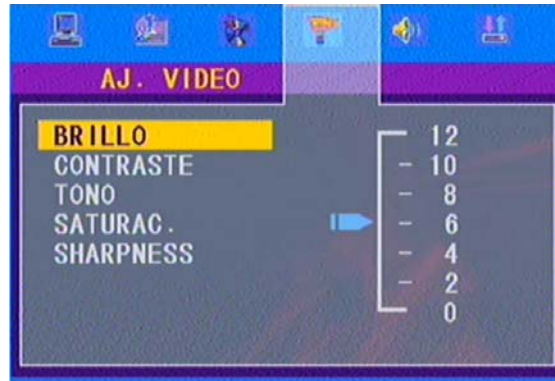 AJ. VIDEO
BRILLO
CONTRASTE
TONO
SATURAC.
SHARPNESS
12
10
8
6
4
2
0